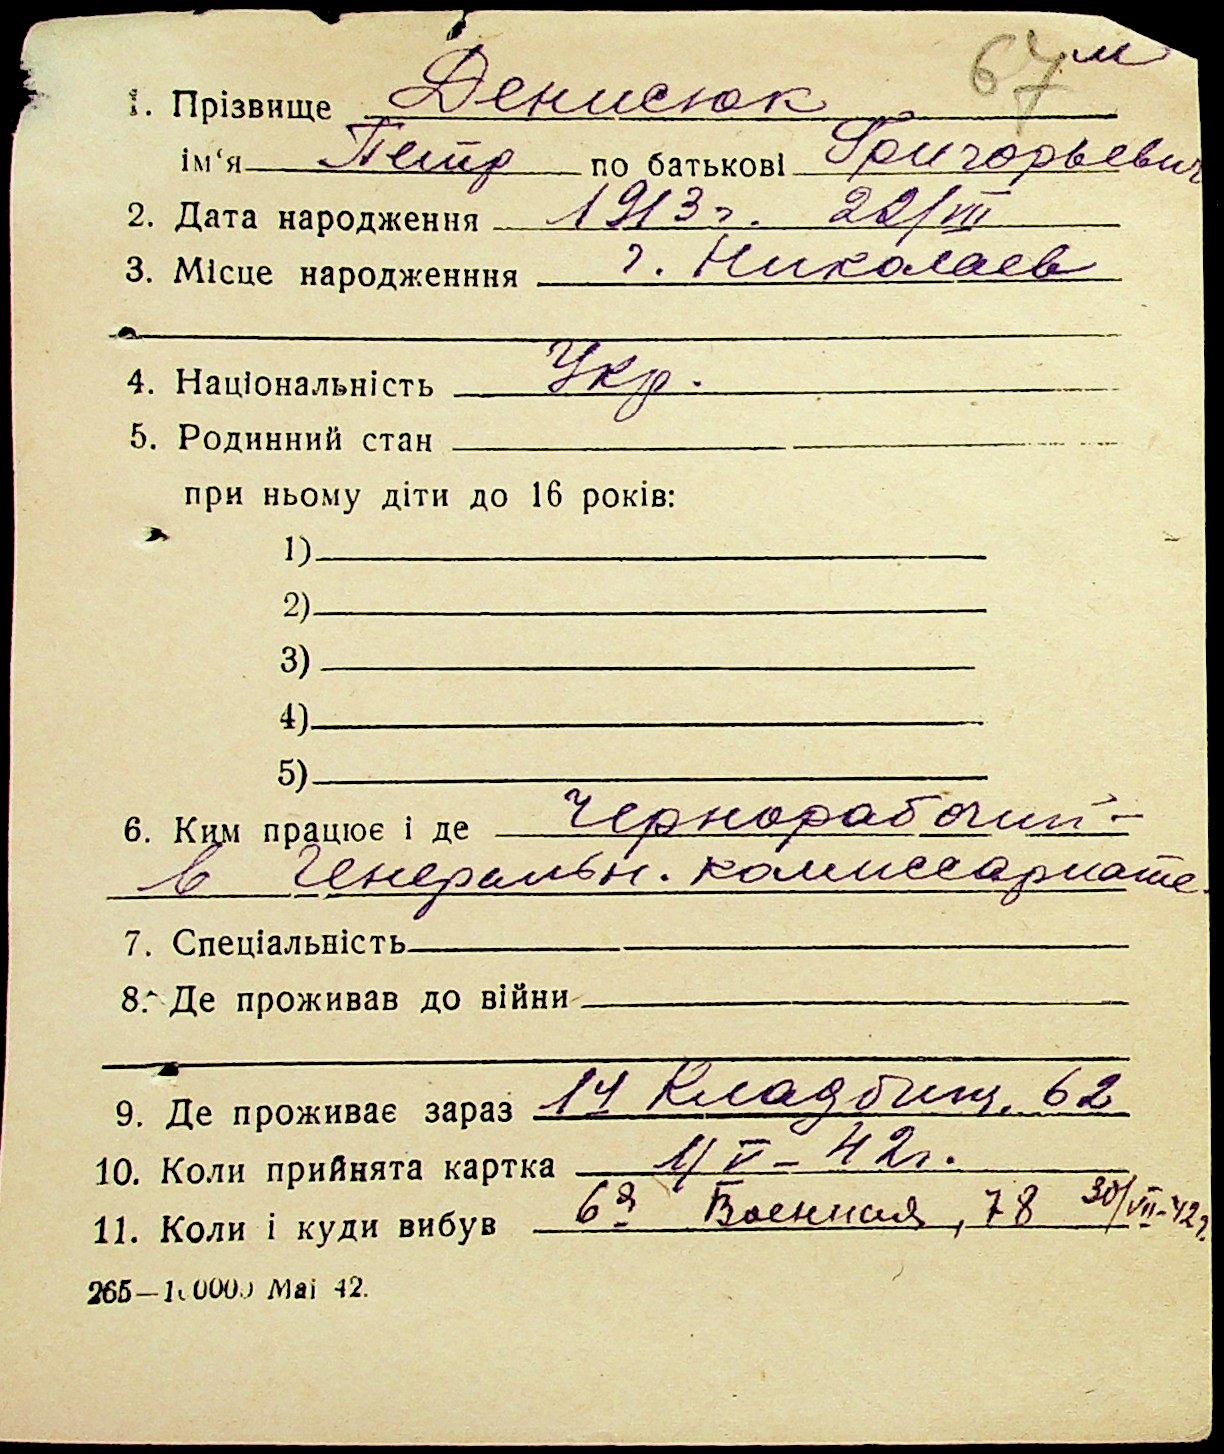 67 м
1. Прізвище Денисюк
ім‘я Петр по батькові Григорьевич
2. Дата народження 1913 г. 22/VII
3. Місце народженння г. Николаев
4. Національність Укр.
5. Родинний стан
при ньому діти до 16 років:
1)
2)
3)
4)
5)
6. Ким працює і де Чернорабочий -
в Генеральн. комиссариате.
7. Спеціальність
8. Де проживав до війни
9. Де проживає зараз 14 Кладбищ. 62
10. Коли прийнята картка 1/V - 42 г.
11. Коли і куди вибув 6я Военная, 78 30/VII-42 г.
265—10000) Маі 42.